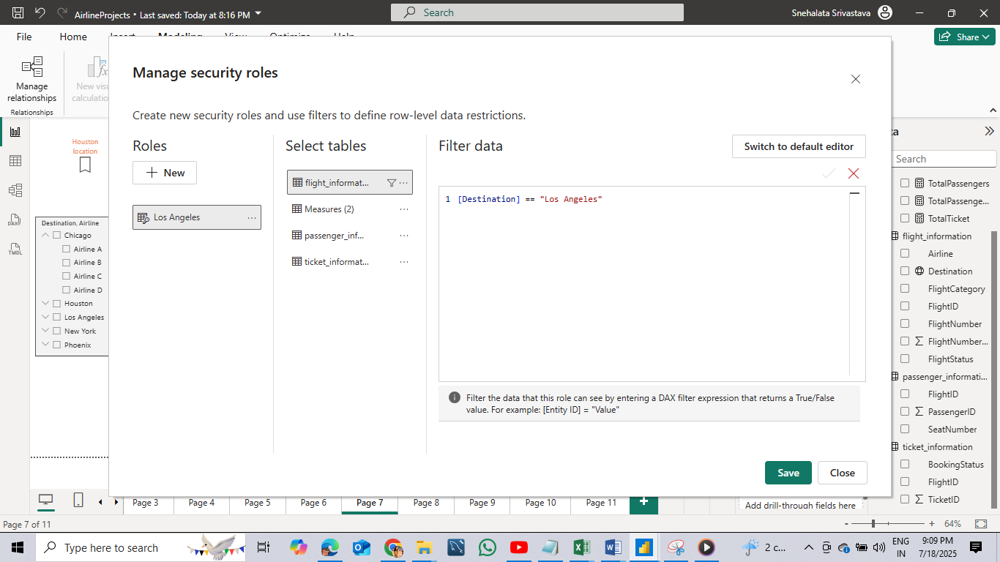 AirlineProjects • Last saved: Today at 8:16 PM
Search
Snehalata Srivastava
File
Home
Insert
Modeling
View
Optimize
Help
Share
Manage
relationships
New visu
calculatio
Relationships
Manage security roles
Create new security roles and use filters to define row-level data restrictions.
Roles
New
Los Angeles
Select tables
flight_informat...
Measures (2)
passenger_inf...
ticket_informat...
Filter data
Switch to default editor
1 [Destination] == "Los Angeles"
Filter the data that this role can see by entering a DAX filter expression that returns a True/False
value. For example: [Entity ID] = "Value"
Save
Close
DAX
TMDL
Houston
location
Destination, Airline
Chicago
Airline A
Airline B
Airline C
Airline D
Houston
Los Angeles
New York
Phoenix
ta
Search
TotalPassengers
TotalPassenge...
TotalTicket
flight_information
Airline
Destination
FlightCategory
FlightID
FlightNumber
FlightNumber...
FlightStatus
passenger_informati...
FlightID
PassengerID
SeatNumber
ticket_information
BookingStatus
FlightID
TicketID
Add drill-through fields here
Page 3
Page 4
Page 5
Page 6
Page 7
Page 8
Page 9
Page 10
Page 11
Page 7 of 11
- + 64%
Type here to search
2 c...
ENG
IN
9:09 PM
7/18/2025